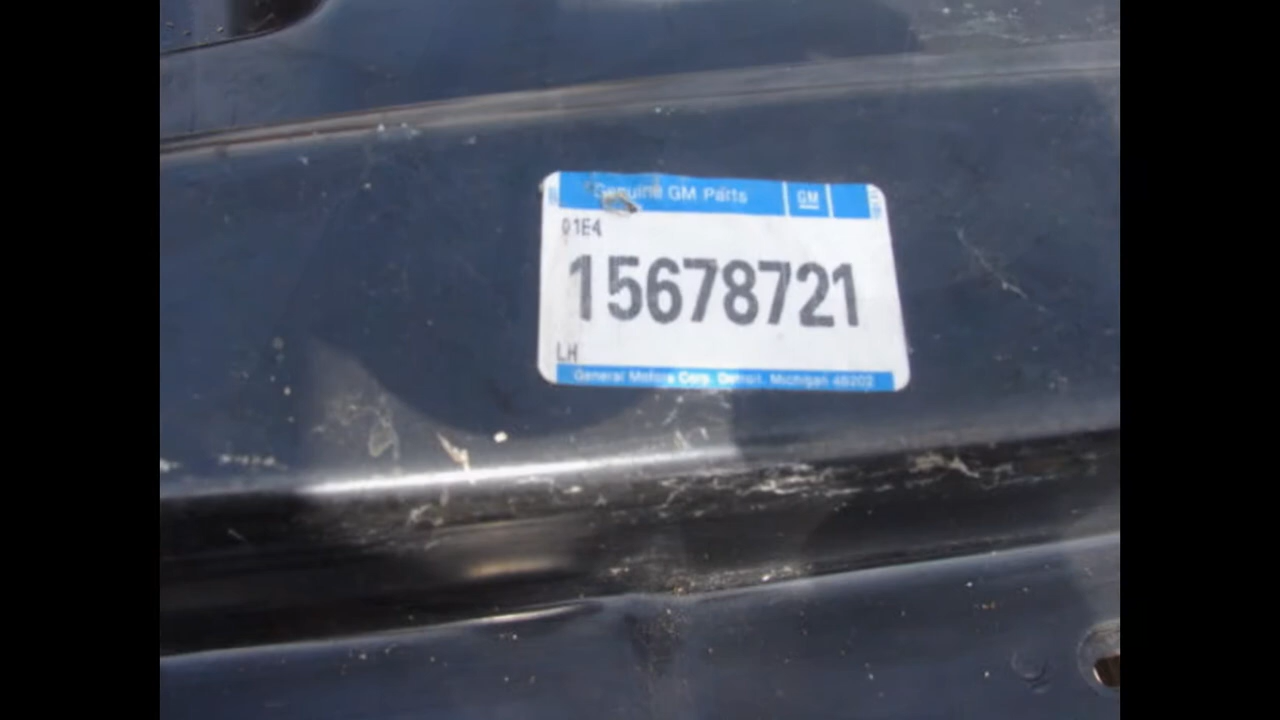 Genuine GM Parts GM
01E4
15678721
LH
General Motors Corp. Detroit, Michigan 48202